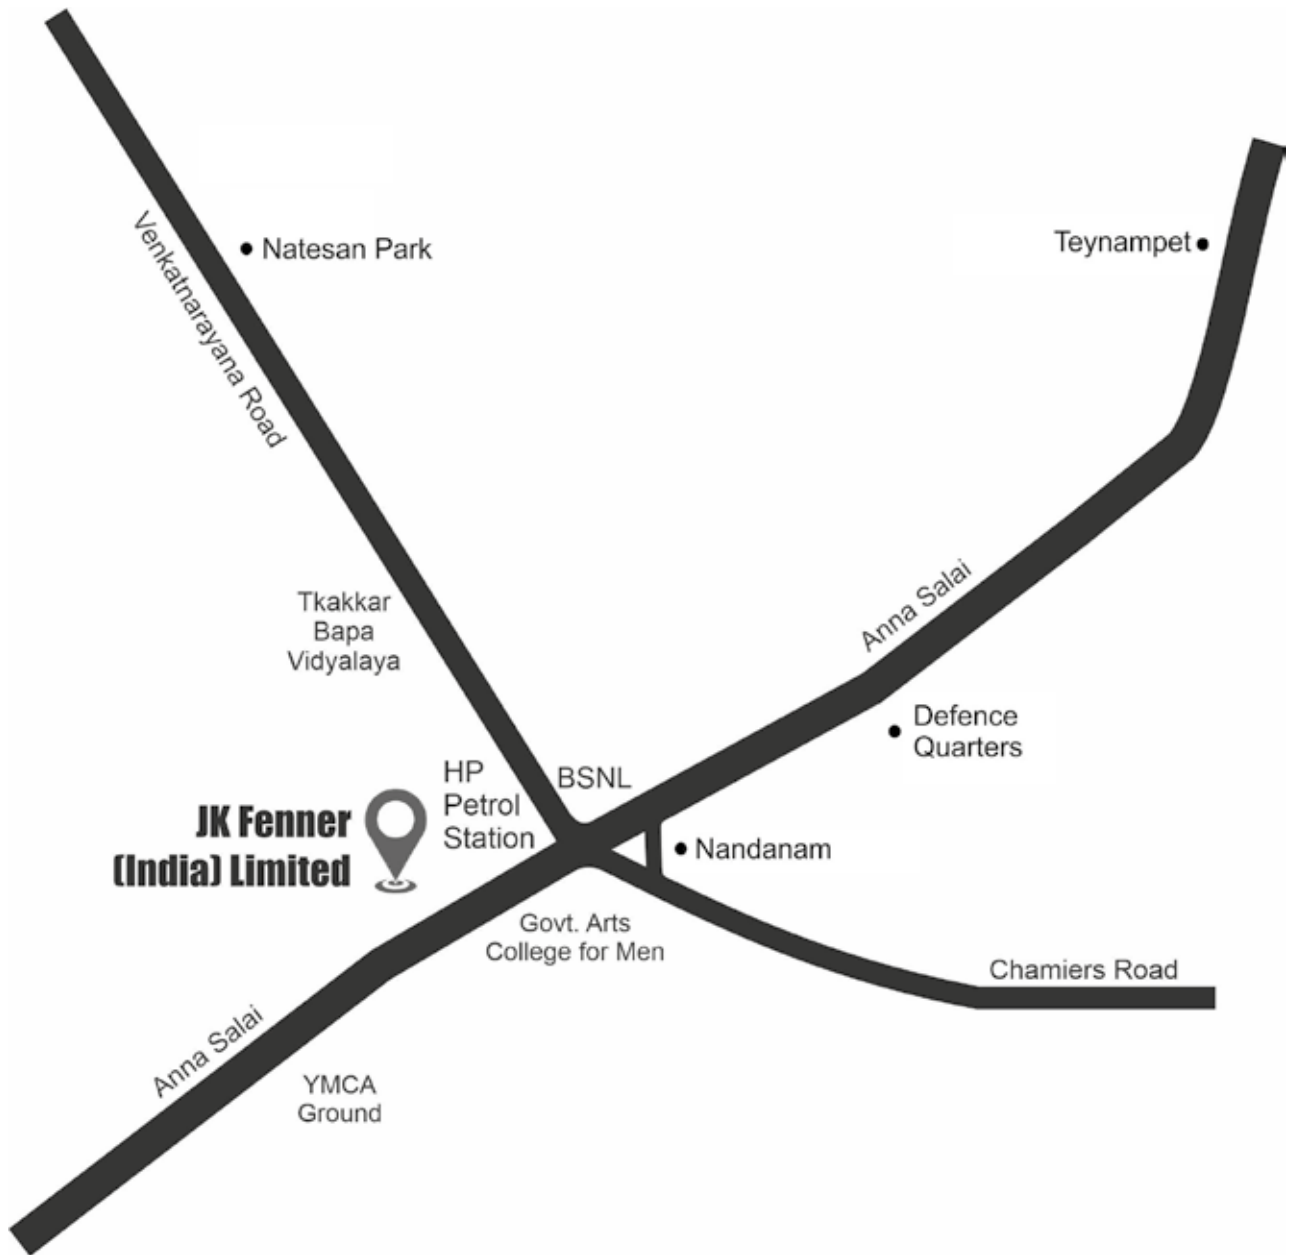 Venkatnarayana Road
Natesan Park
Teynampet
Anna Salai
Tkakkar
Bapa
Vidyalaya
Defence
Quarters
HP
Petrol
Station
BSNL
JK Fenner
(India) Limited
Nandanam
Govt. Arts
College for Men
Chamiers Road
Anna Salai
YMCA
Ground